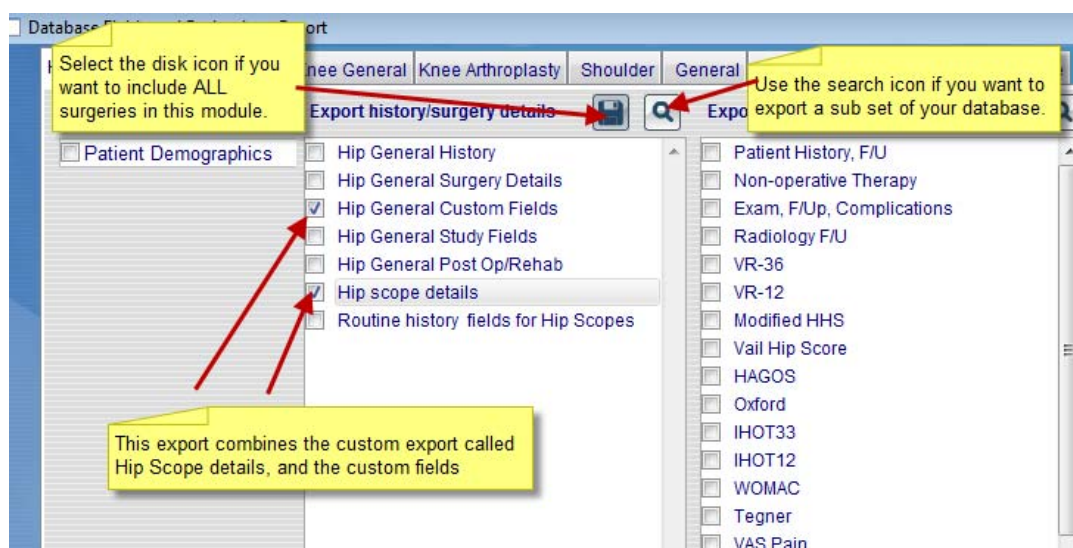 Database
ort
Select the disk icon if you
want to include ALL
surgeries in this module.
nee General
Knee Arthroplasty
Shoulder
General
Use the search icon if you want to
export a sub set of your database.
Export history/surgery details
Expo
Patient Demographics
Hip General History
Hip General Surgery Details
Hip General Custom Fields
Hip General Study Fields
Hip General Post Op/Rehab
Hip scope details
Routine history fields for Hip Scopes
This export combines the custom export called
Hip Scope details, and the custom fields
Patient History, F/U
Non-operative Therapy
Exam, F/Up, Complications
Radiology F/U
VR-36
VR-12
Modified HHS
Vail Hip Score
HAGOS
Oxford
IHOT33
IHOT12
WOMAC
Tegner
VAS Pain